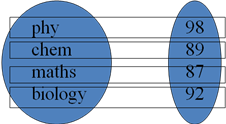 phy 98
chem 89
maths 87
biology 92